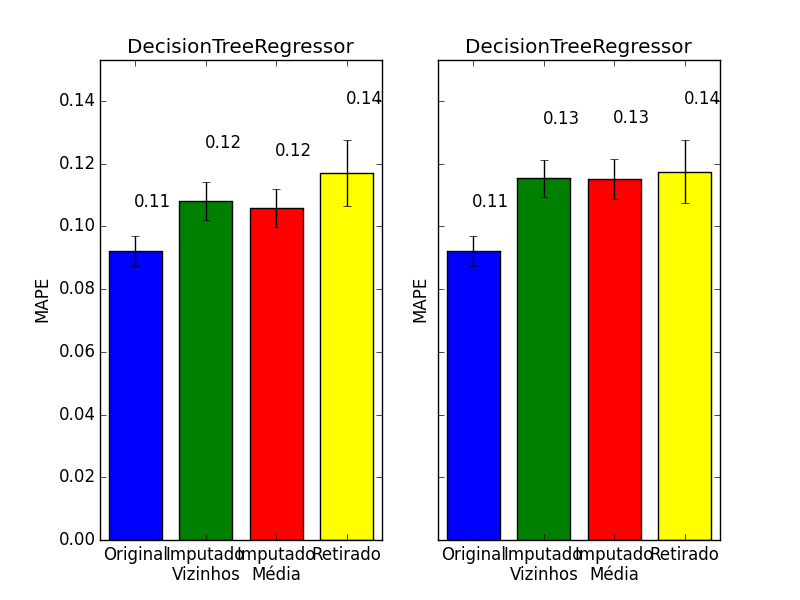 DecisionTreeRegressor
MAPE
0.14
0.12
0.10
0.08
0.06
0.04
0.02
0.00
0.11
0.12
0.12
0.14
Original Imputado Imputado Retirado
Vizinhos Média
DecisionTreeRegressor
MAPE
0.11
0.13
0.13
0.14
Original Imputado Imputado Retirado
Vizinhos Média